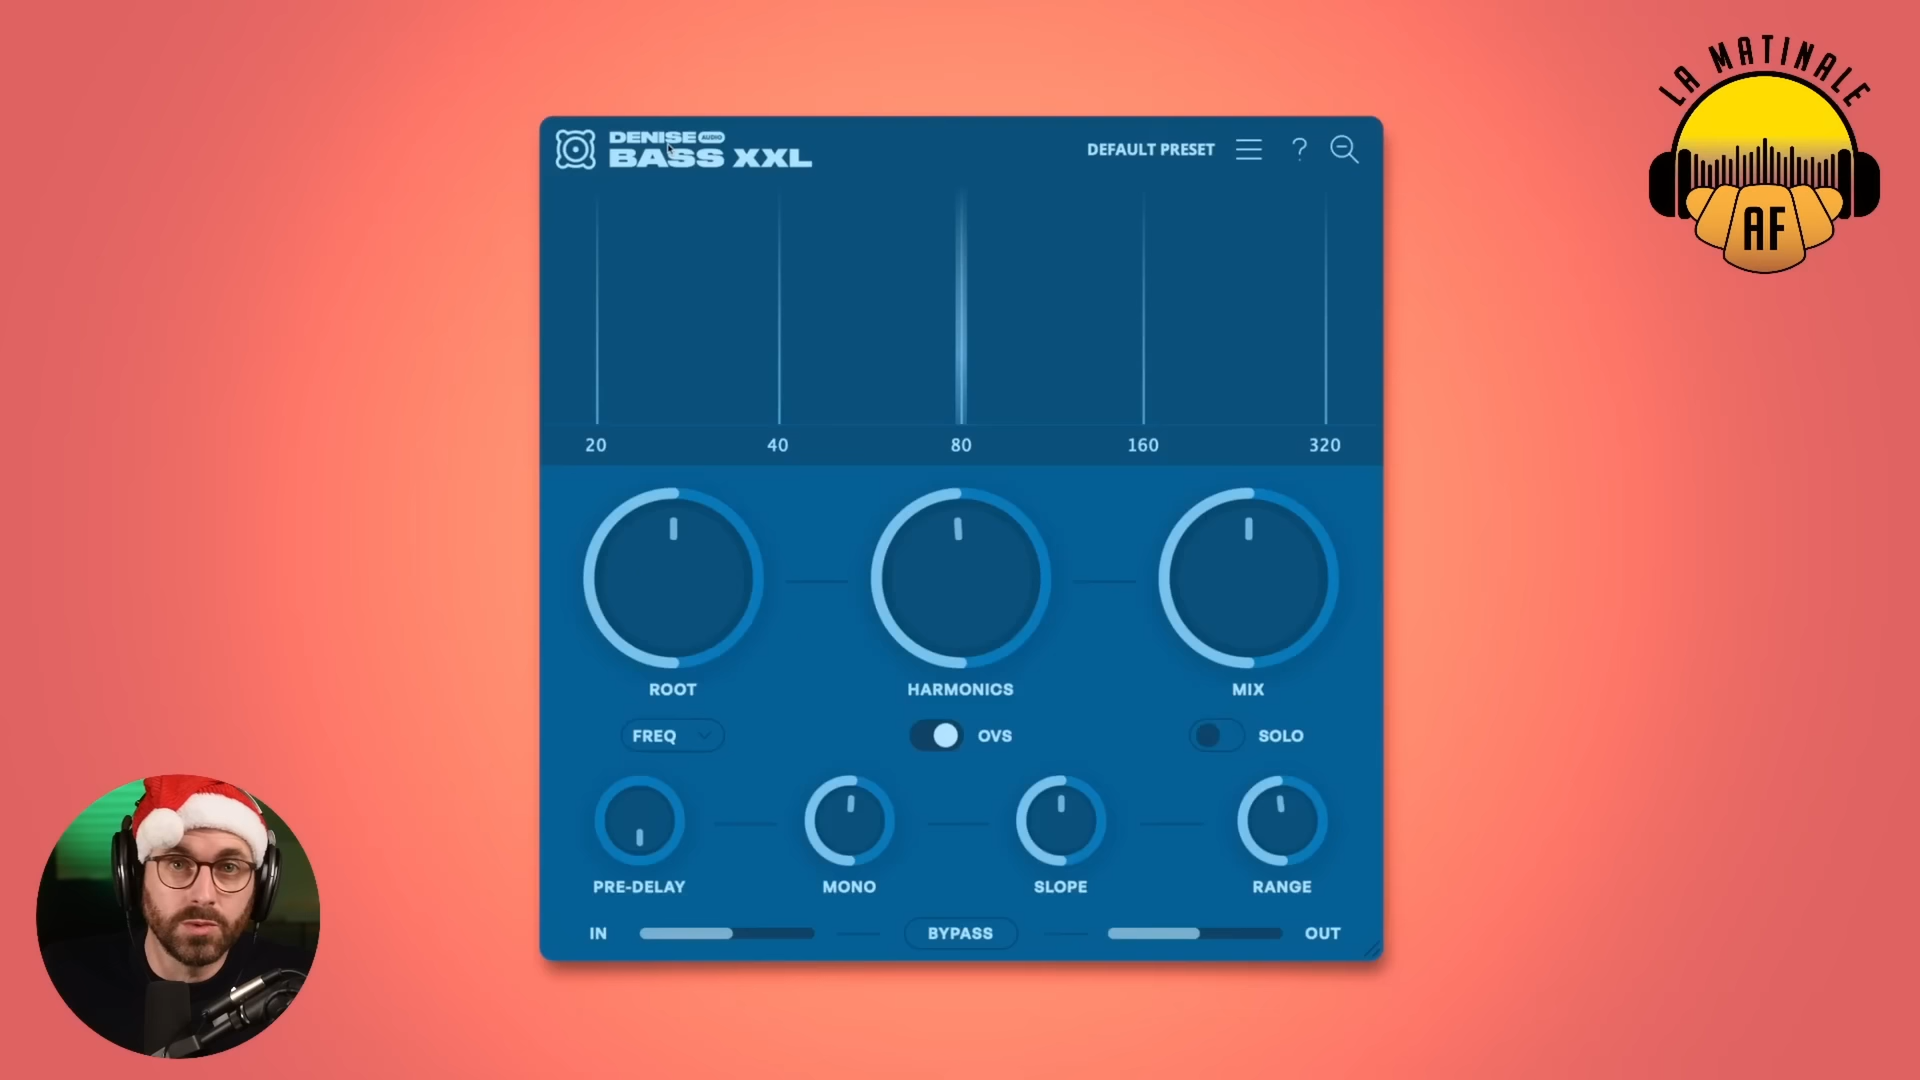 LA MATINALE
AF
DENISE AUDIO
BASS XXL
DEFAULT PRESET
?
20 40 80 160 320
ROOT HARMONICS MIX
FREQ OVS SOLO
PRE-DELAY MONO SLOPE RANGE
IN BYPASS OUT